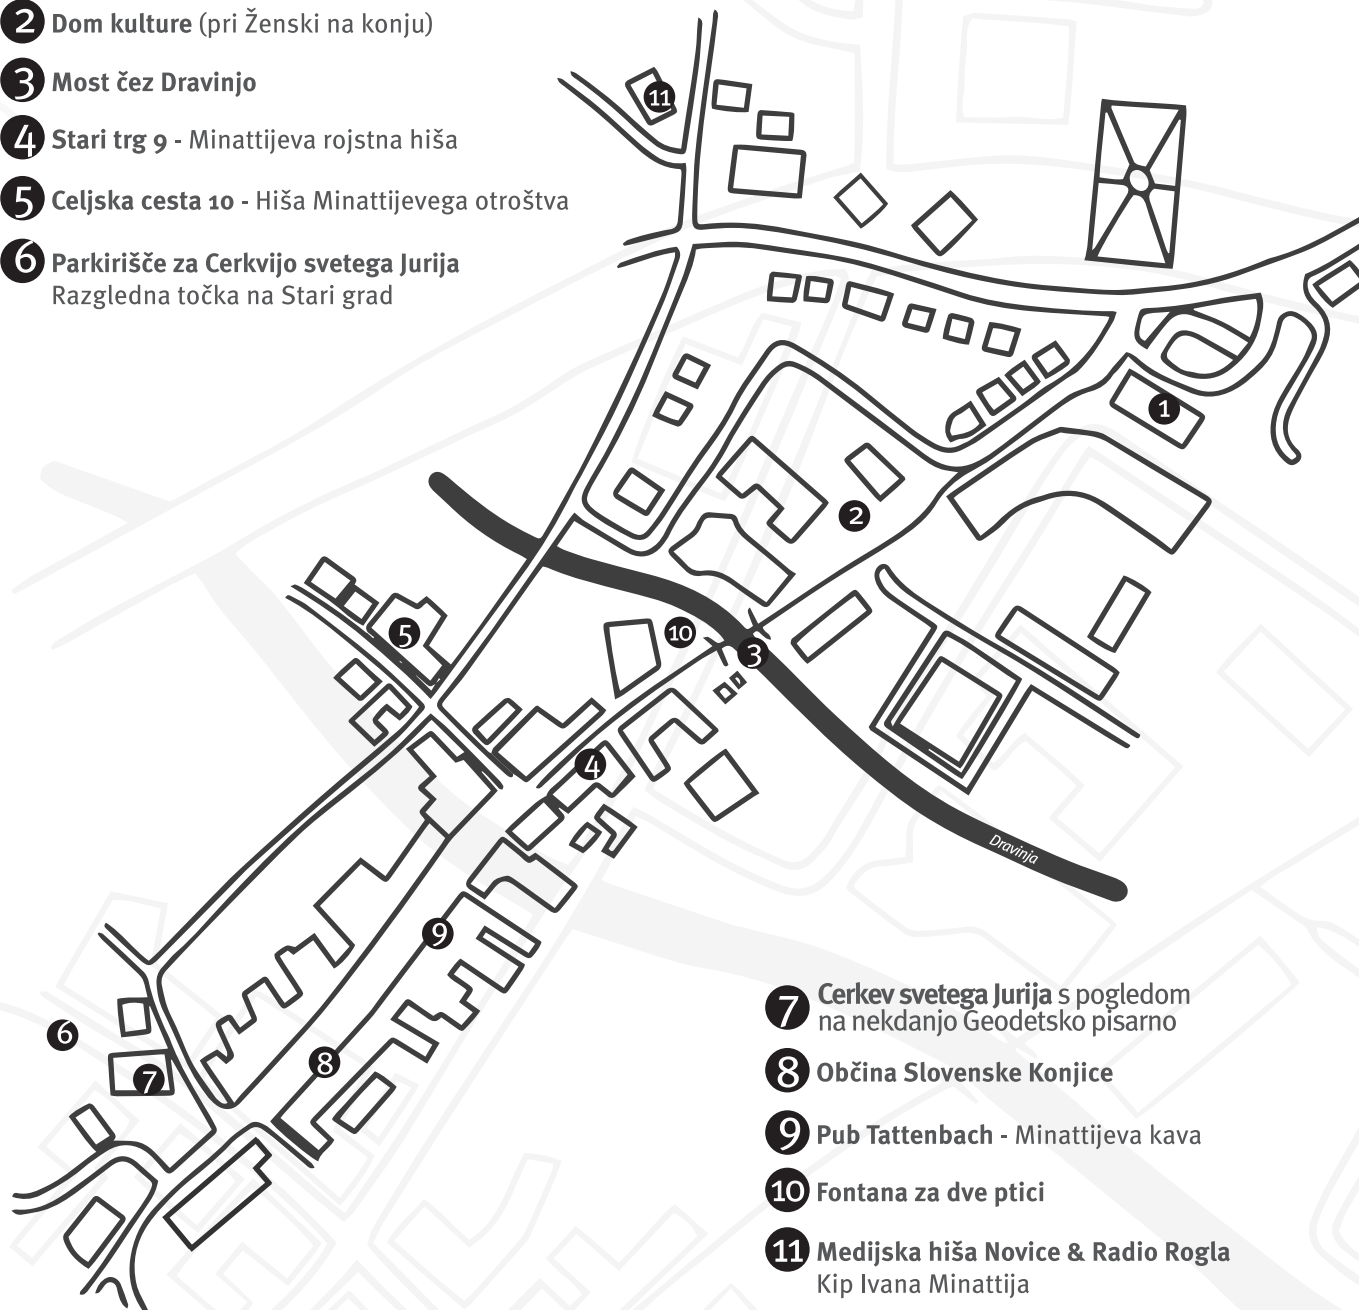 2 Dom kulture (pri Ženski na konju)
3 Most čez Dravinjo
4 Stari trg 9 - Minattijeva rojstna hiša
5 Celjska cesta 10 - Hiša Minattijevega otroštva
6 Parkirišče za Cerkvijo svetega Jurija
Razgledna točka na Stari grad
11
1
2
5
10
3
4
Dravinja
9
6
8
7
7 Cerkev svetega Jurija s pogledom
na nekdanjo Geodetsko pisarno
8 Občina Slovenske Konjice
9 Pub Tattenbach - Minattijeva kava
10 Fontana za dve ptici
11 Medijska hiša Novice & Radio Rogla
Kip Ivana Minattija